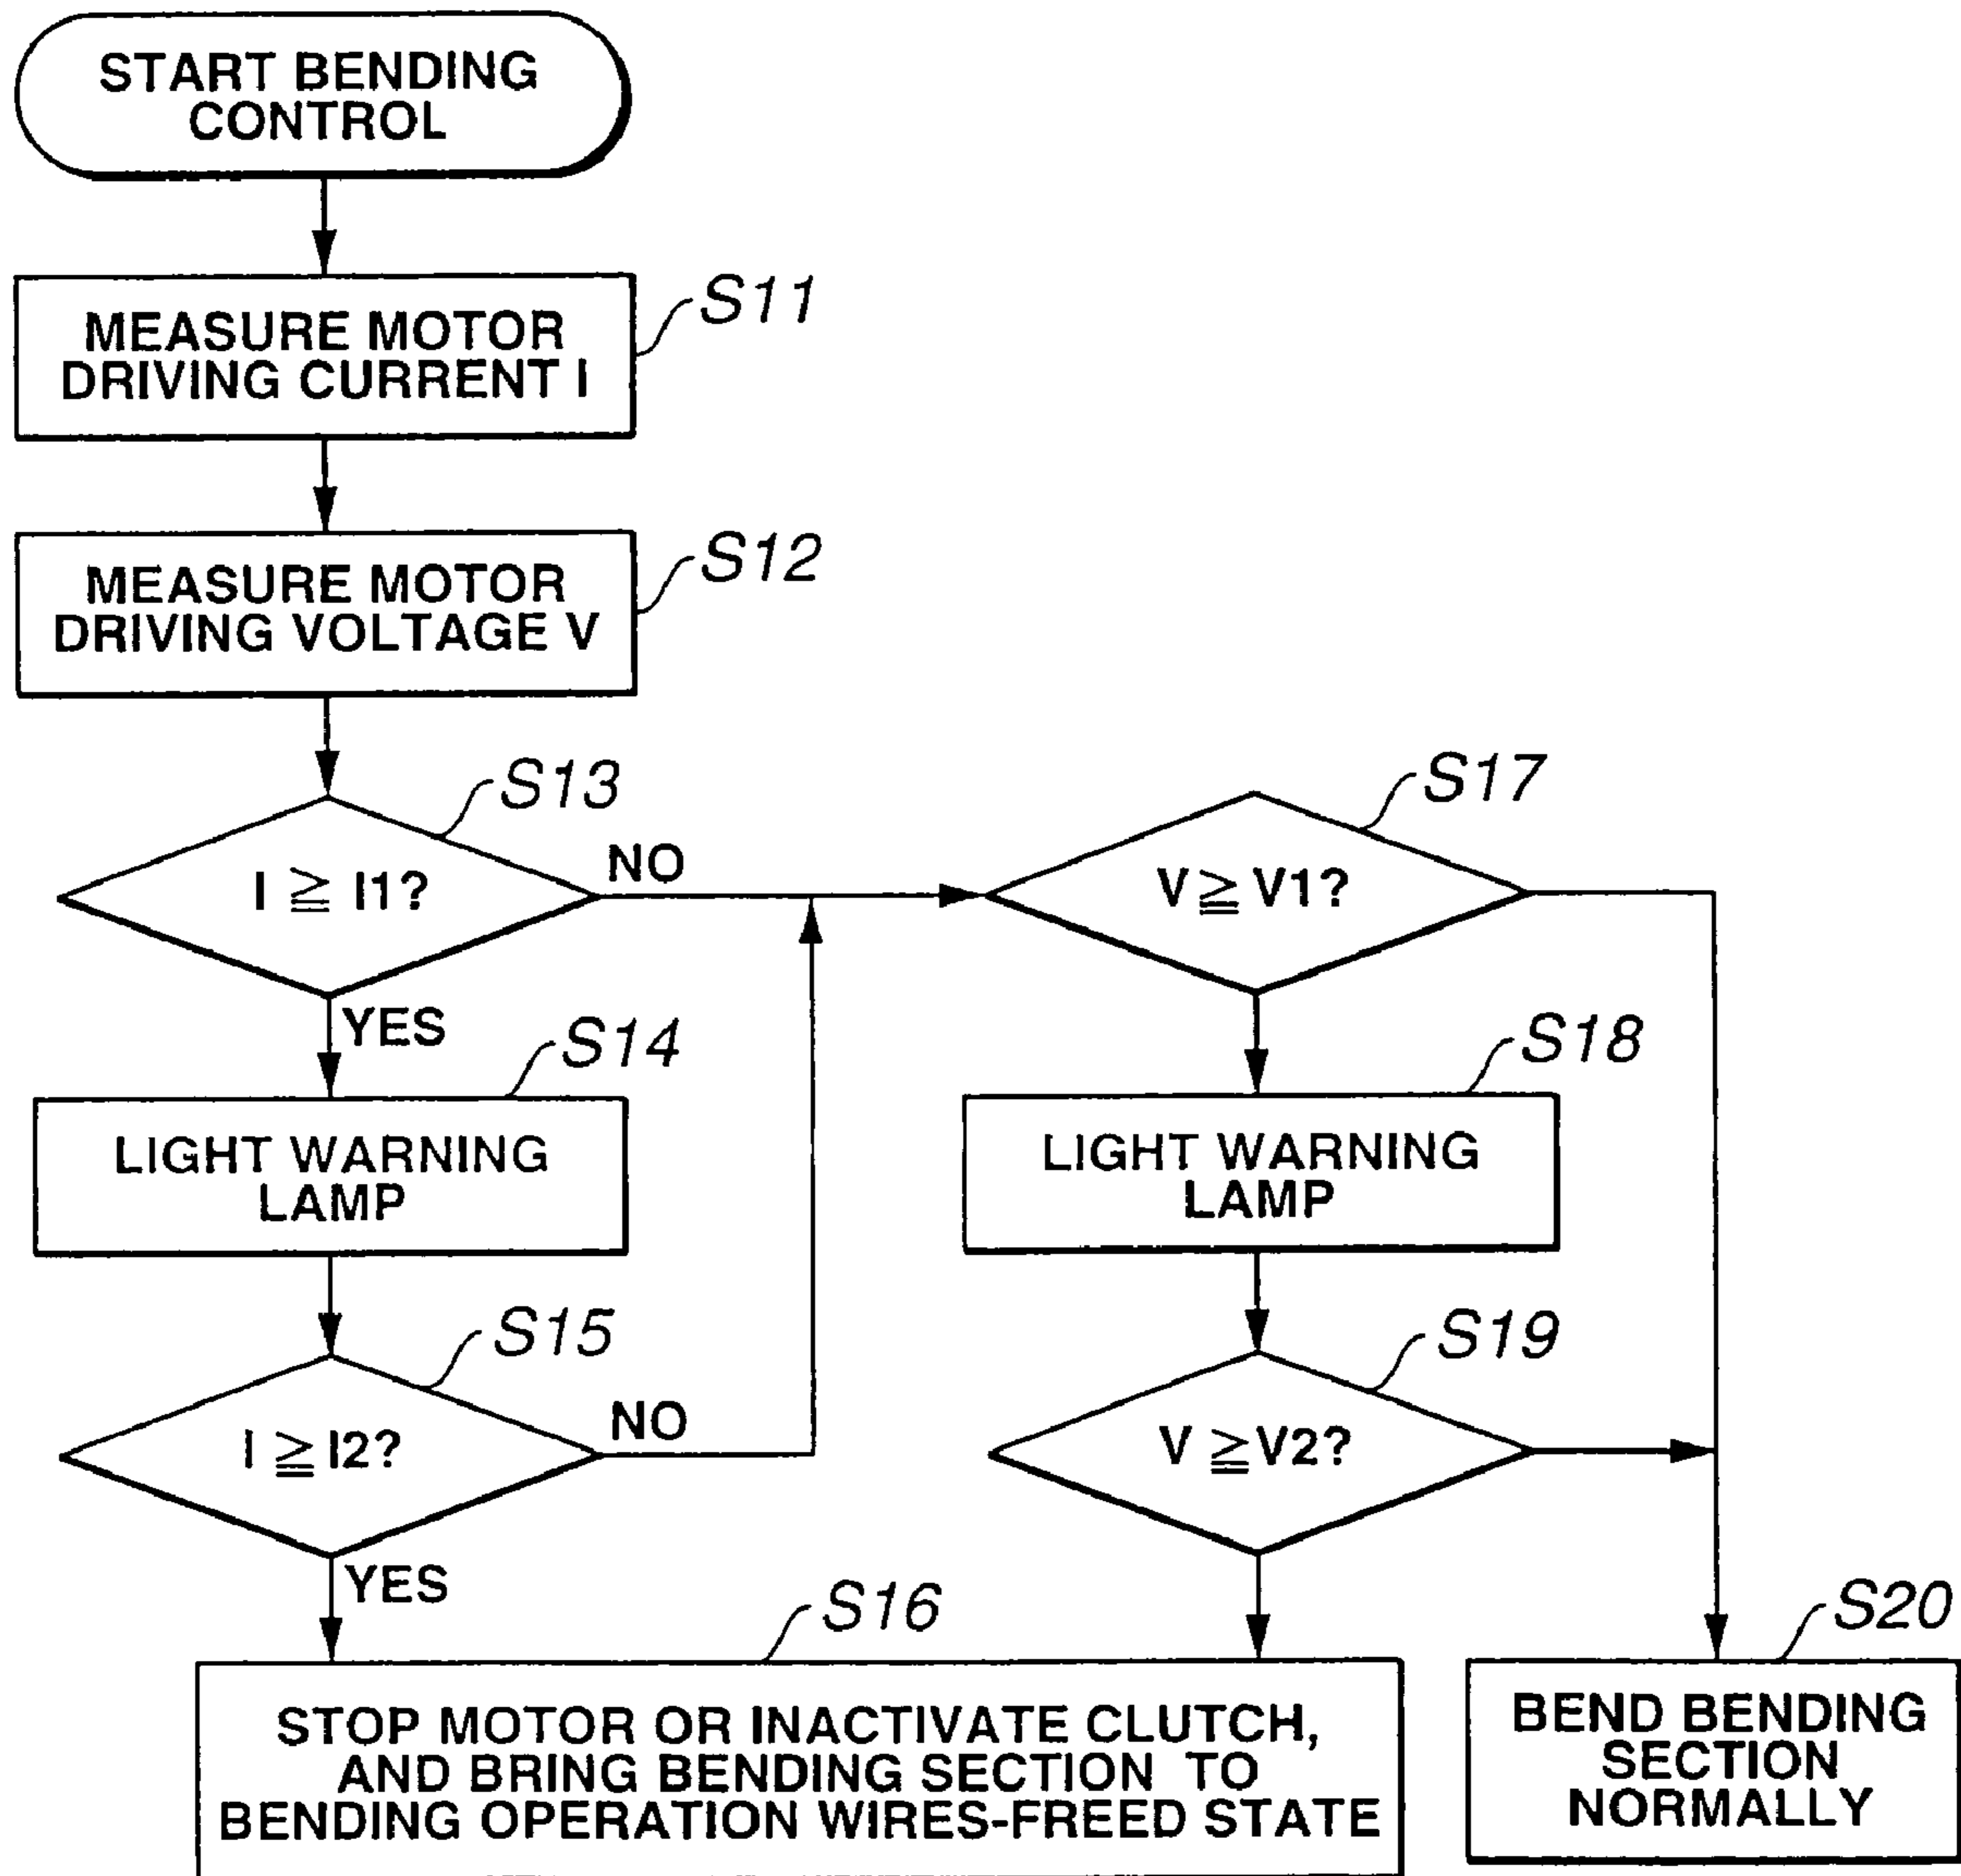 START BENDING
CONTROL
S11
MEASURE MOTOR
DRIVING CURRENT I
S12
MEASURE MOTOR
DRIVING VOLTAGE V
S13
I ≧ I1?
NO
YES
S14
LIGHT WARNING
LAMP
S15
I ≧ I2?
NO
YES
S16
STOP MOTOR OR INACTIVATE CLUTCH,
AND BRING BENDING SECTION TO
BENDING OPERATION WIRES-FREED STATE
S17
V ≧ V1?
S18
LIGHT WARNING
LAMP
S19
V ≧ V2?
S20
BEND BENDING
SECTION
NORMALLY